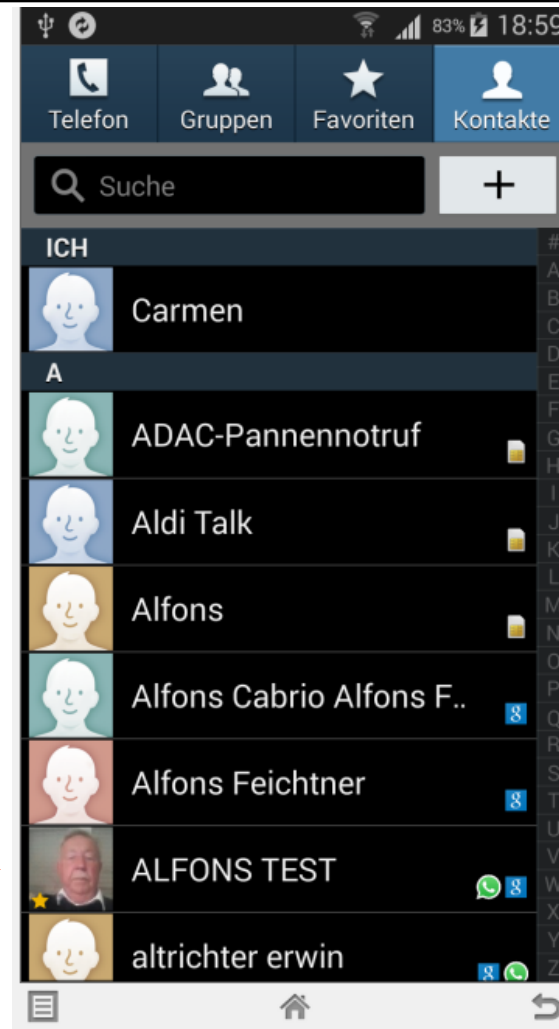 83% 18:59
Telefon Gruppen Favoriten Kontakte
Suche +
ICH
Carmen
A
ADAC-Pannennotruf
Aldi Talk
Alfons
Alfons Cabrio Alfons F..
Alfons Feichtner
ALFONS TEST
altrichter erwin
#
A
B
C
D
E
F
G
H
I
J
K
L
M
N
O
P
Q
R
S
T
U
V
W
X
Y
Z